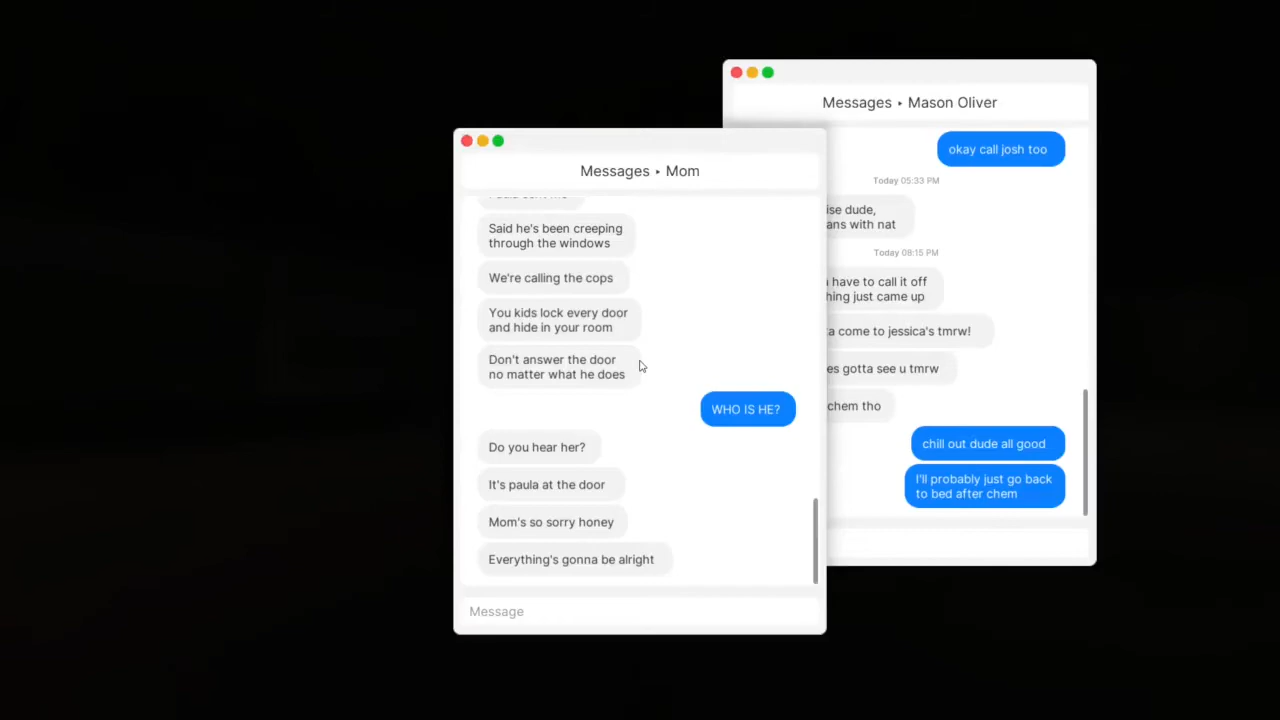 Messages ‣ Mom
Said he's been creeping
through the windows
We're calling the cops
You kids lock every door
and hide in your room
Don't answer the door
no matter what he does
WHO IS HE?
Do you hear her?
It's paula at the door
Mom's so sorry honey
Everything's gonna be alright
Message
Messages ‣ Mason Oliver
okay call josh too
Today 05:33 PM
dude,
with nat
Today 08:15 PM
have to call it off
just came up
come to jessica's tmrw!
gotta see u tmrw
chem tho
chill out dude all good
I'll probably just go back
to bed after chem